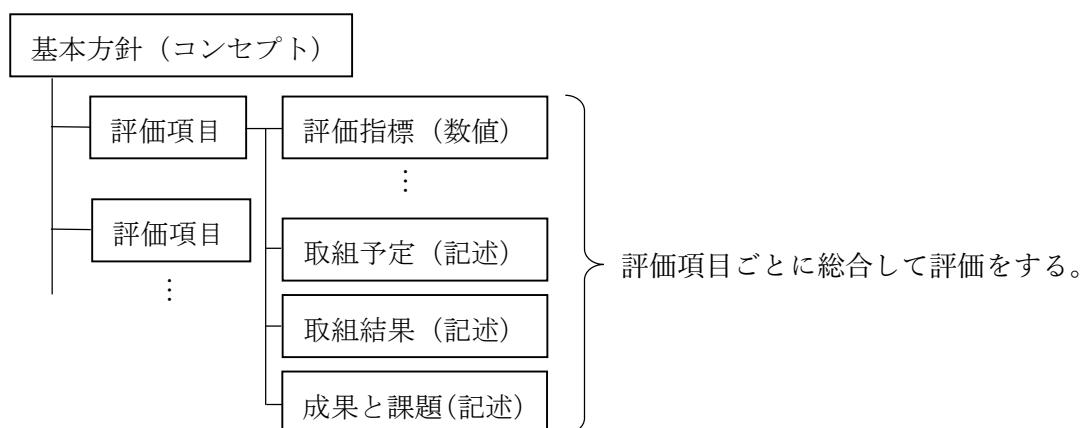 基本方針（コンセプト）
評価項目
評価指標（数値）
⋮
評価項目
⋮
取組予定（記述）
取組結果（記述）
成果と課題(記述)
評価項目ごとに総合して評価をする。